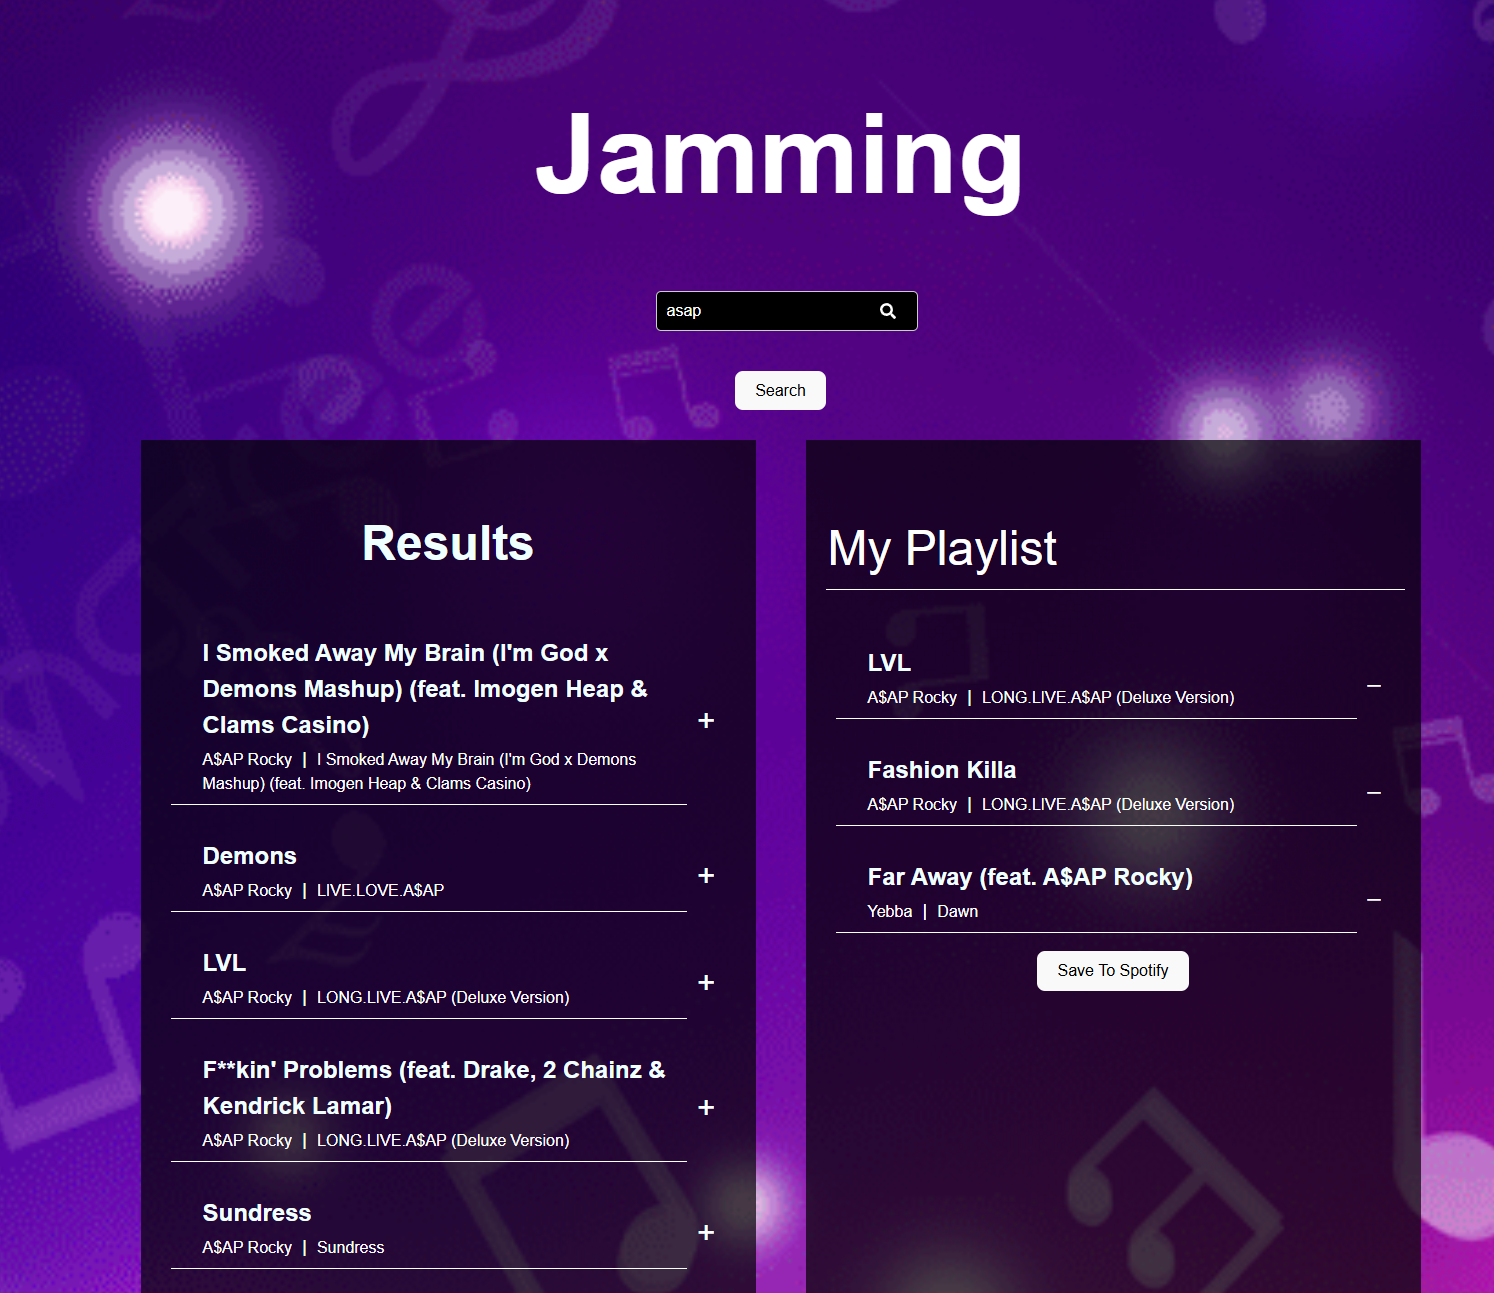 Jamming
asap
Search
Results
I Smoked Away My Brain (I'm God x
Demons Mashup) (feat. Imogen Heap &
Clams Casino)
A$AP Rocky | I Smoked Away My Brain (I'm God x Demons
Mashup) (feat. Imogen Heap & Clams Casino)
+
Demons
A$AP Rocky | LIVE.LOVE.A$AP
+
LVL
A$AP Rocky | LONG.LIVE.A$AP (Deluxe Version)
+
F**kin' Problems (feat. Drake, 2 Chainz &
Kendrick Lamar)
A$AP Rocky | LONG.LIVE.A$AP (Deluxe Version)
+
Sundress
A$AP Rocky | Sundress
+
My Playlist
LVL
A$AP Rocky | LONG.LIVE.A$AP (Deluxe Version)
–
Fashion Killa
A$AP Rocky | LONG.LIVE.A$AP (Deluxe Version)
–
Far Away (feat. A$AP Rocky)
Yebba | Dawn
–
Save To Spotify